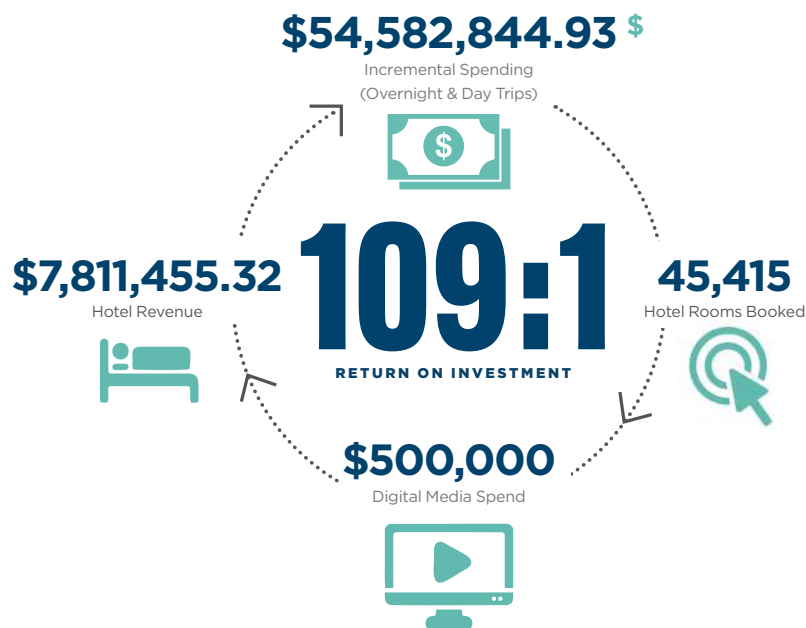 $54,582,844.93 $
Incremental Spending
(Overnight & Day Trips)
$
109:1
RETURN ON INVESTMENT
$7,811,455.32
Hotel Revenue
45,415
Hotel Rooms Booked
$500,000
Digital Media Spend